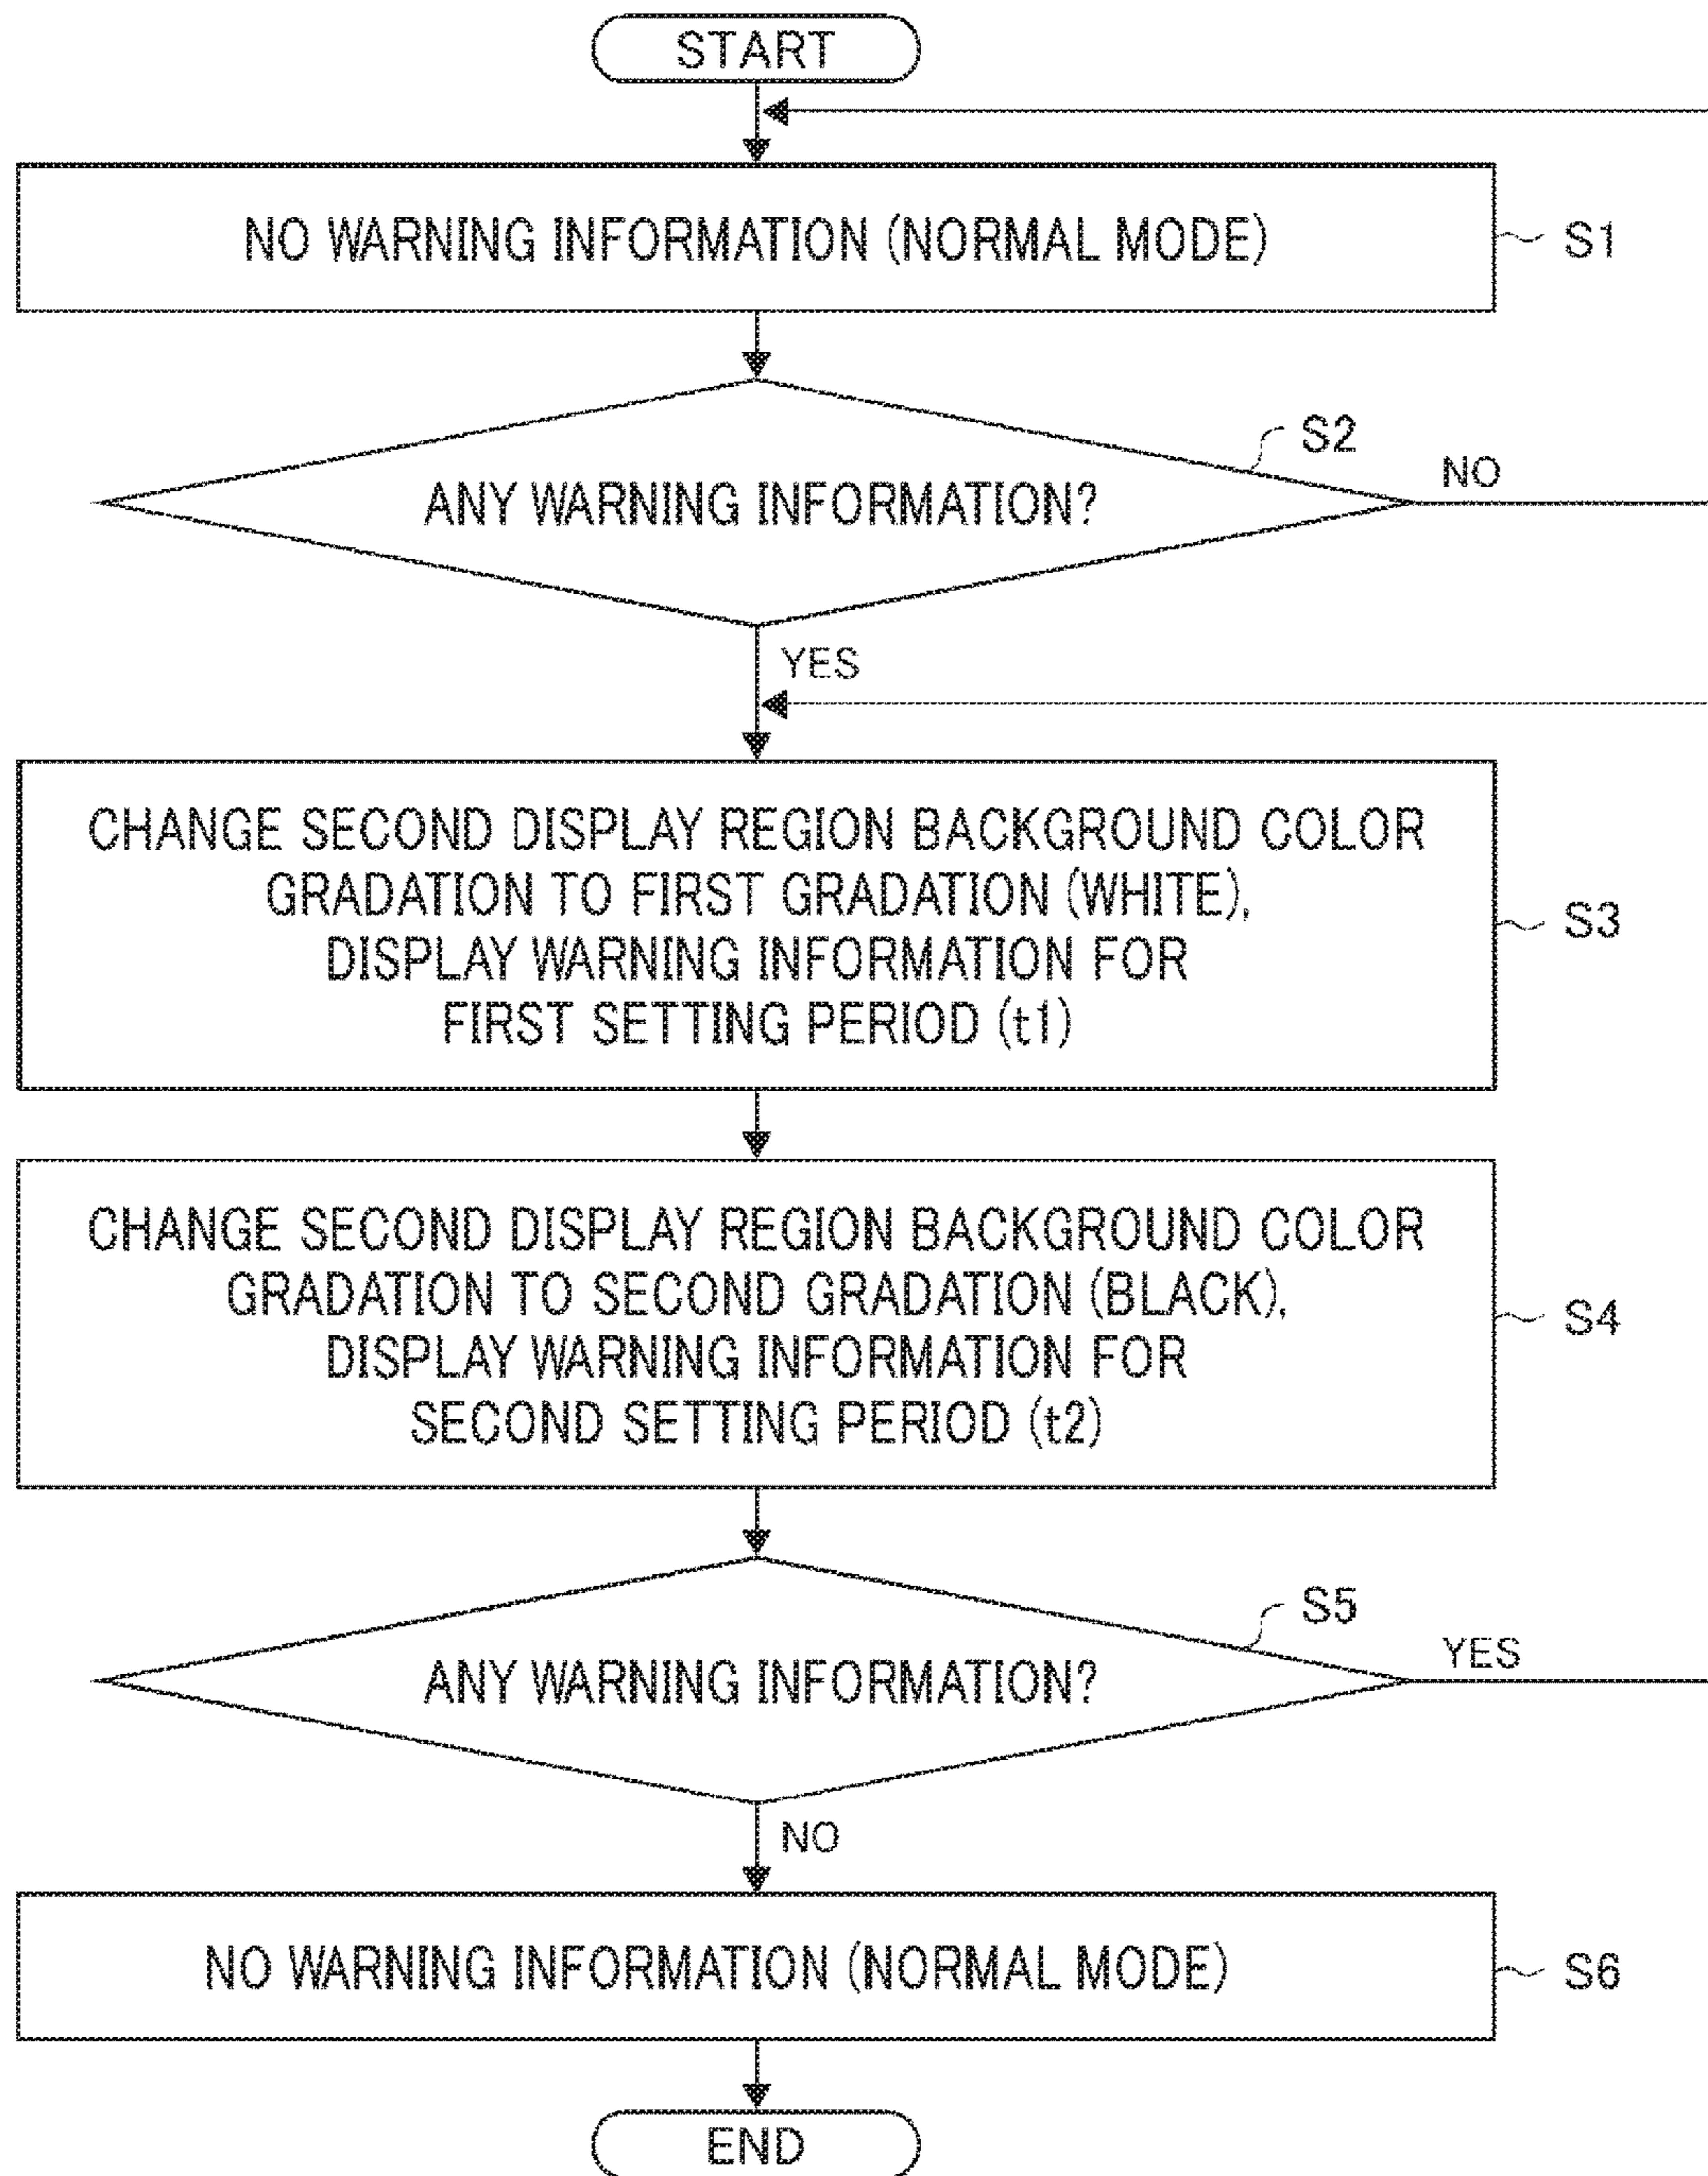 START
NO WARNING INFORMATION (NORMAL MODE)
S1
S2
NO
ANY WARNING INFORMATION?
YES
CHANGE SECOND DISPLAY REGION BACKGROUND COLOR
GRADATION TO FIRST GRADATION (WHITE),
DISPLAY WARNING INFORMATION FOR
FIRST SETTING PERIOD (t1)
S3
CHANGE SECOND DISPLAY REGION BACKGROUND COLOR
GRADATION TO SECOND GRADATION (BLACK),
DISPLAY WARNING INFORMATION FOR
SECOND SETTING PERIOD (t2)
S4
S5
YES
ANY WARNING INFORMATION?
NO
NO WARNING INFORMATION (NORMAL MODE)
S6
END